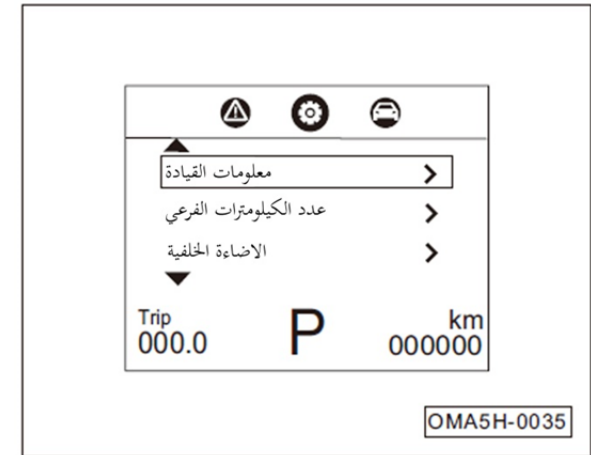 معلومات القيادة
عدد الكيلومترات الفرعي
الاضاءة الخلفية
Trip
000.0
P
km
000000
OMA5H-0035